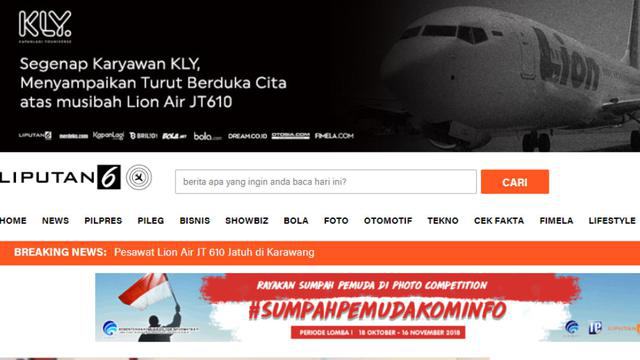 KLY.
KAPANLAGI YOUNIVERSE
Segenap Karyawan KLY,
Menyampaikan Turut Berduka Cita
atas musibah Lion Air JT610
LIPUTAN6 merdeka.com KapanLagi BRILIO! BOLA.NET bola.com DREAM.CO.ID OTOSIA.COM FIMELA.COM
Lion
LIPUTAN 6
berita apa yang ingin anda baca hari ini?
CARI
HOME NEWS PILPRES PILEG BISNIS SHOWBIZ BOLA FOTO OTOMOTIF TEKNO CEK FAKTA FIMELA LIFESTYLE
BREAKING NEWS: Pesawat Lion Air JT 610 Jatuh di Karawang
RAYAKAN SUMPAH PEMUDA DI PHOTO COMPETITION
#SUMPAHPEMUDAKOMINFO
PERIODE LOMBA | 18 OKTOBER - 16 NOVEMBER 2018